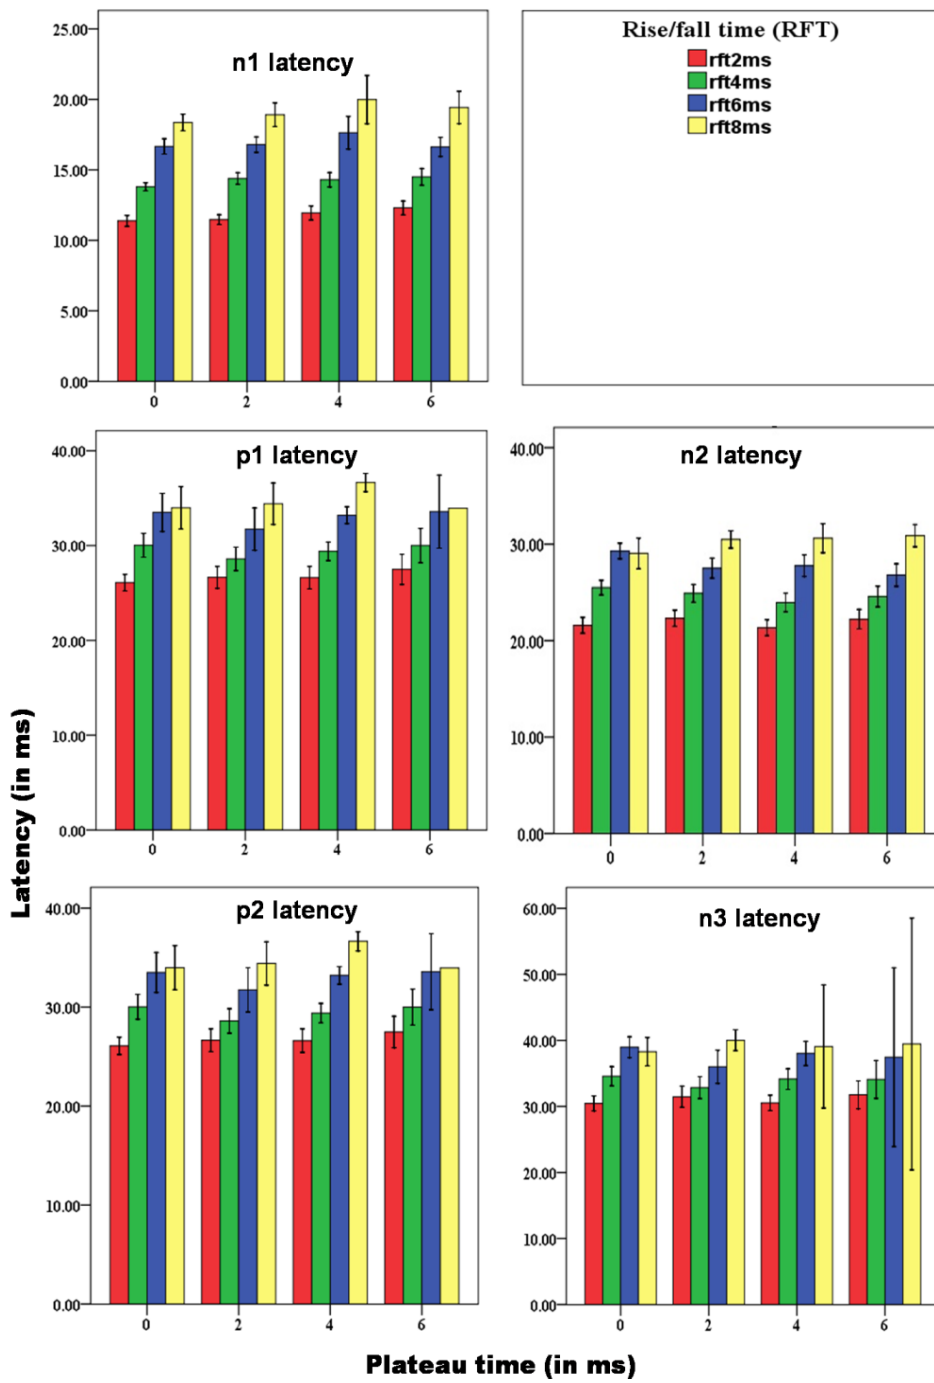 n1 latency
25.00
20.00
15.00
10.00
5.00
0.00
0 2 4 6
Rise/fall time (RFT)
rft2ms
rft4ms
rft6ms
rft8ms
p1 latency
40.00
30.00
20.00
10.00
0.00
0 2 4 6
n2 latency
40.00
30.00
20.00
10.00
0.00
0 2 4 6
Latency (in ms)
p2 latency
40.00
30.00
20.00
10.00
0.00
0 2 4 6
n3 latency
60.00
50.00
40.00
30.00
20.00
10.00
0.00
0 2 4 6
Plateau time (in ms)